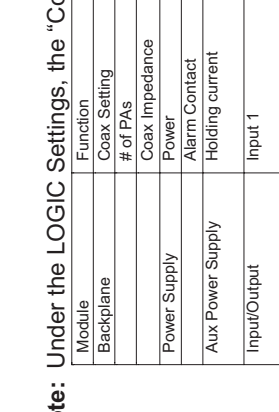 te: Under the LOGIC Settings, the “Co
Module Function
Backplane Coax Setting
# of PAs
Coax Impedance
Power Supply Power
Alarm Contact
Aux Power Supply Holding current
Input/Output Input 1